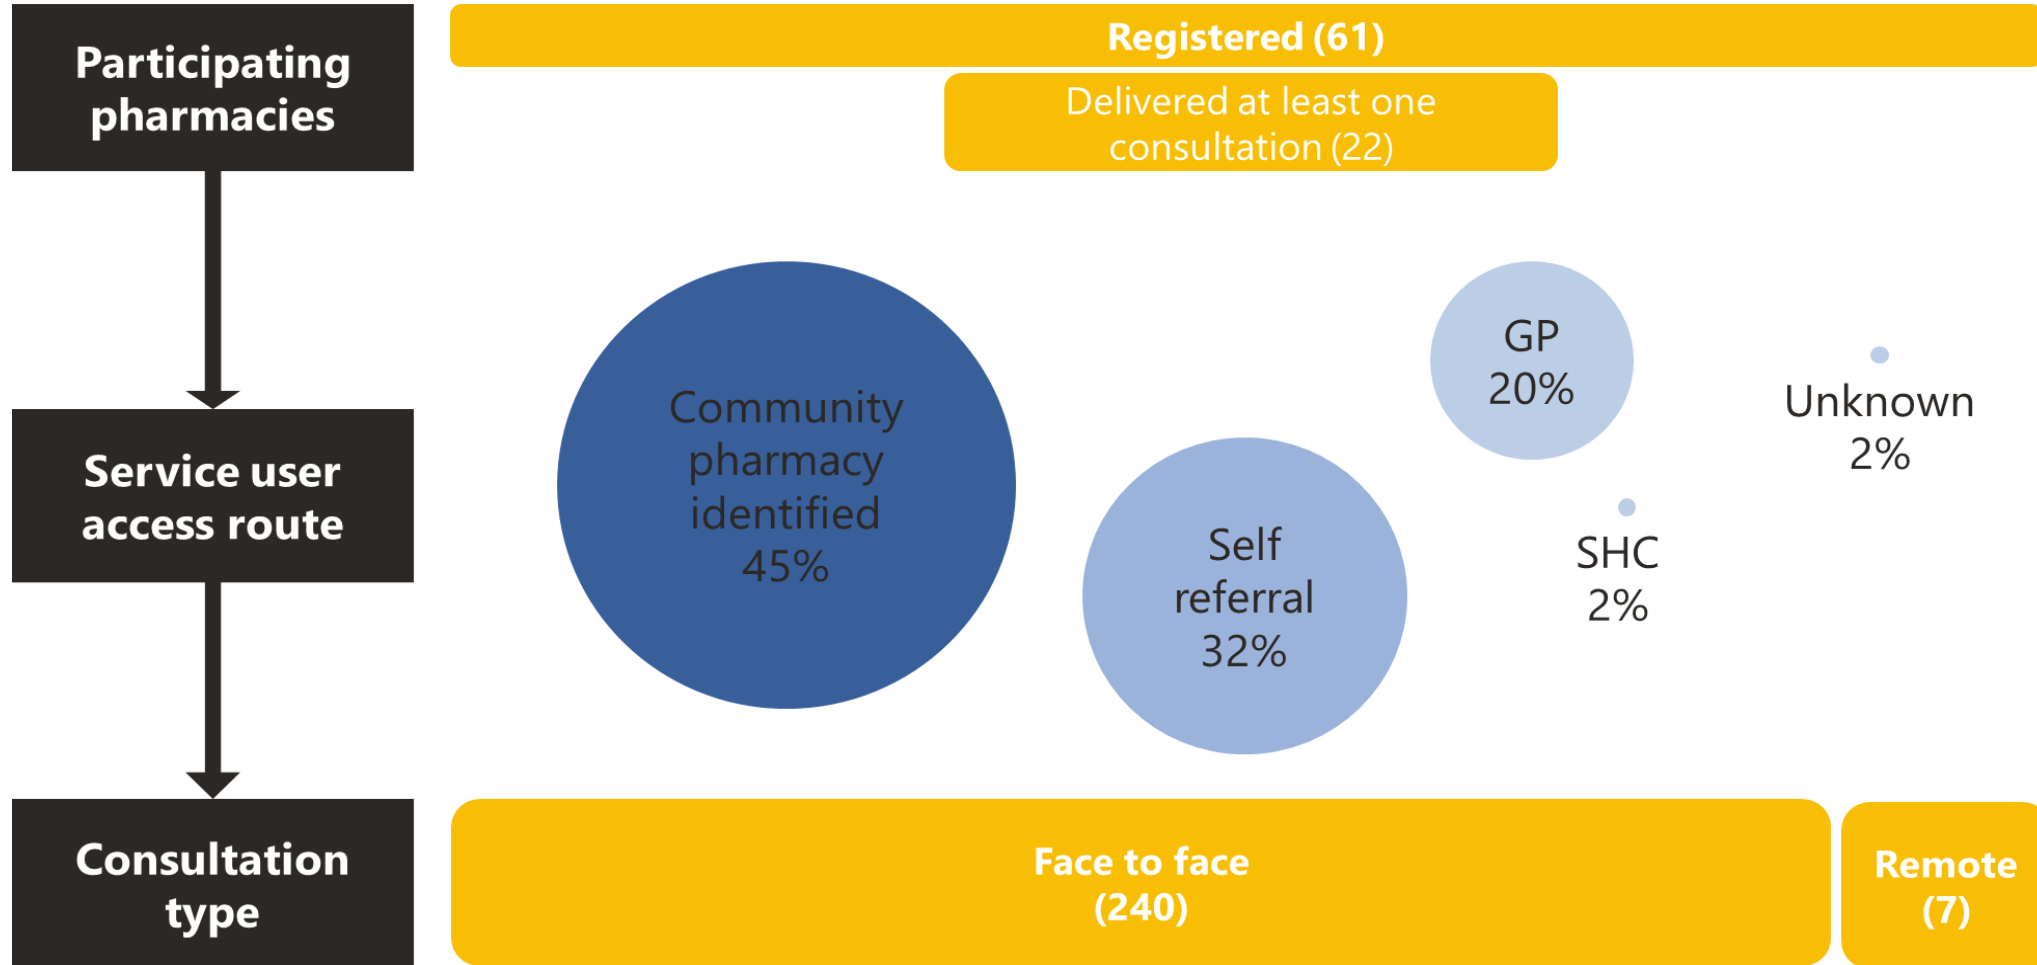 Participating
pharmacies
Registered (61)
Delivered at least one
consultation (22)
Service user
access route
Community
pharmacy
identified
45%
Self
referral
32%
GP
20%
SHC
2%
Unknown
2%
Consultation
type
Face to face
(240)
Remote
(7)